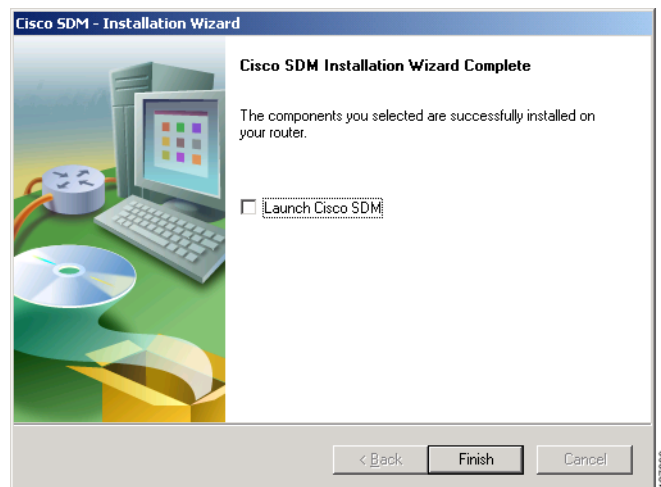 Cisco SDM - Installation Wizard
Cisco SDM Installation Wizard Complete
The components you selected are successfully installed on
your router.
Launch Cisco SDM
< Back
Finish
Cancel